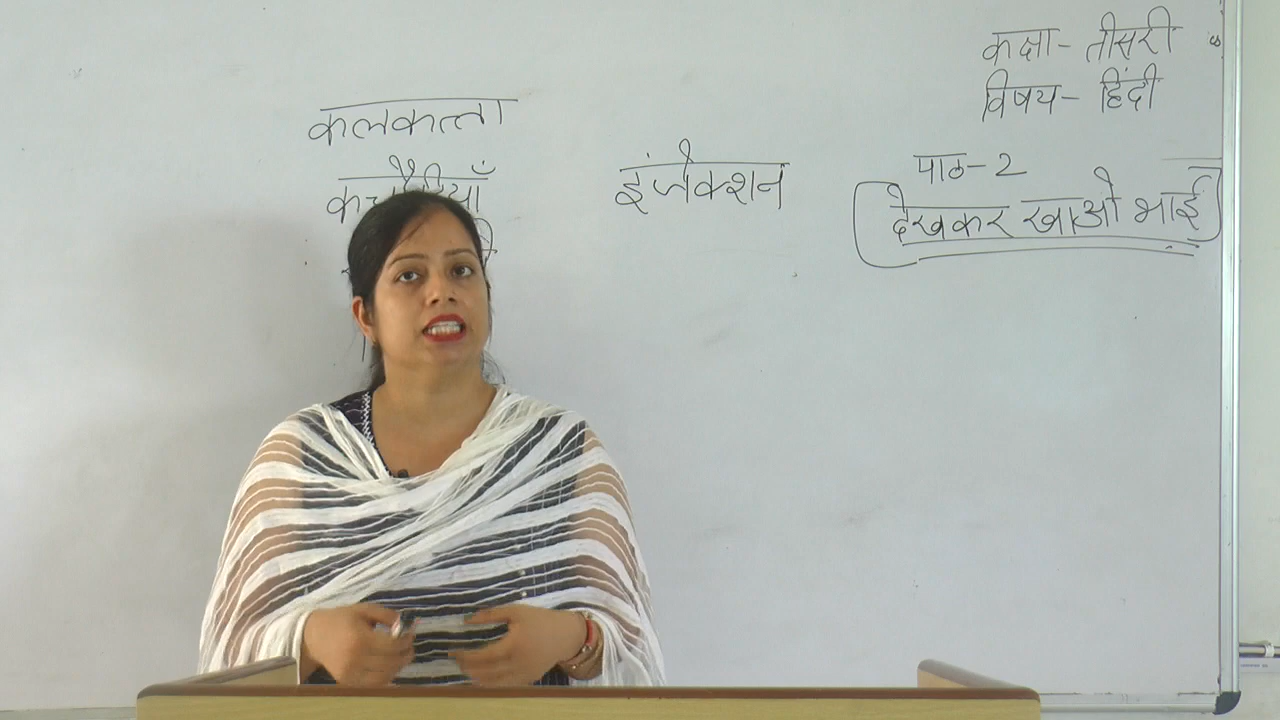 कक्षा- तीसरी
विषय- हिंदी
पाठ-2
देखकर खाओ भाई
कलकत्ता
इंजेक्शन